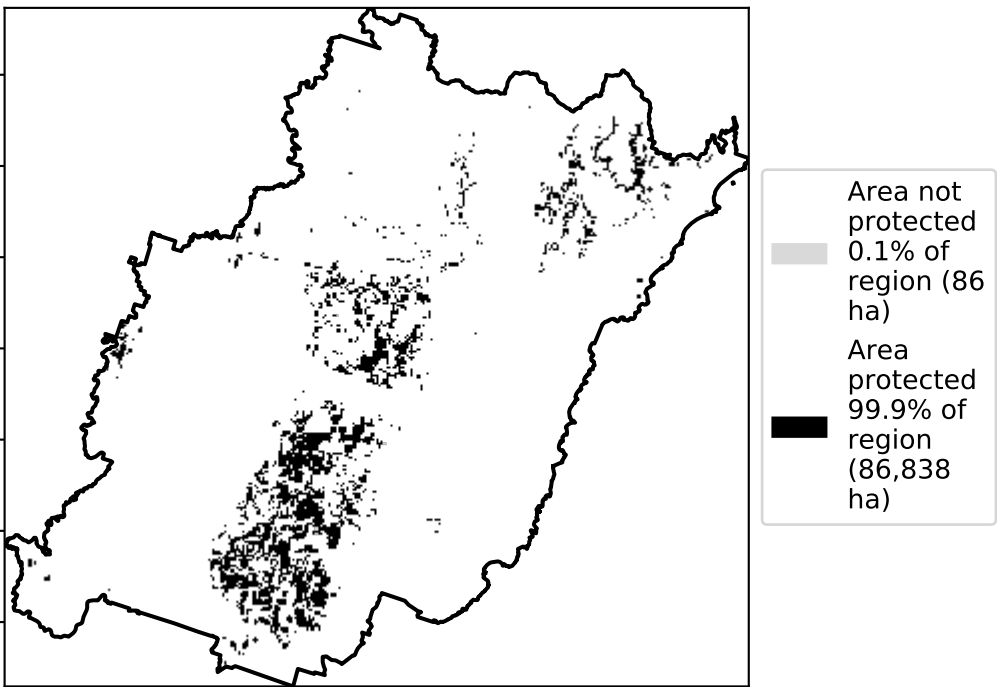 Area not
protected
0.1% of
region (86
ha)
Area
protected
99.9% of
region
(86,838
ha)